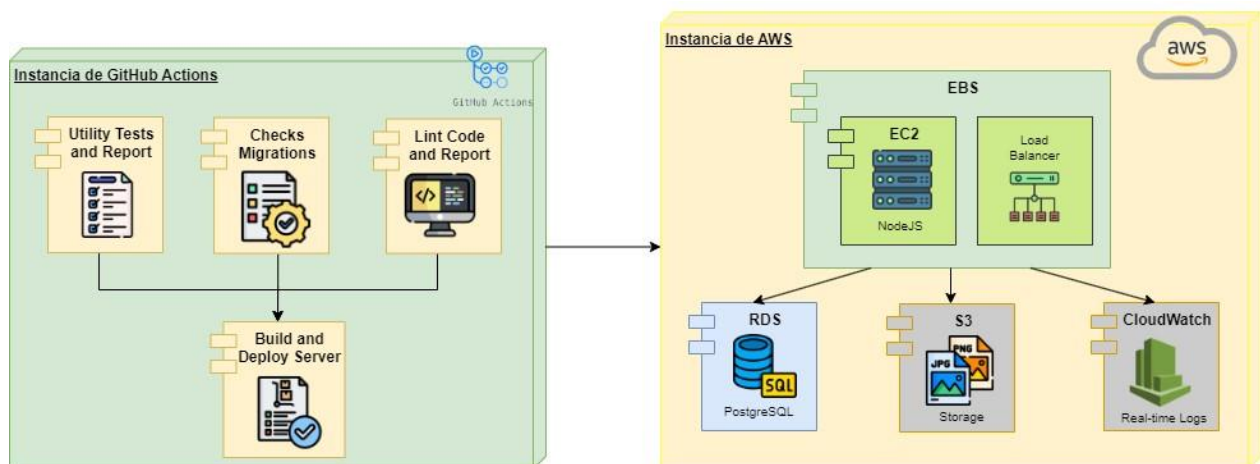 Instancia de GitHub Actions
GitHub Actions
Utility Tests
and Report
Checks
Migrations
Lint Code
and Report
Build and
Deploy Server
Instancia de AWS
aws
EBS
EC2
NodeJS
Load
Balancer
RDS
SQL
PostgreSQL
S3
PNG
JPG
Storage
CloudWatch
Real-time Logs